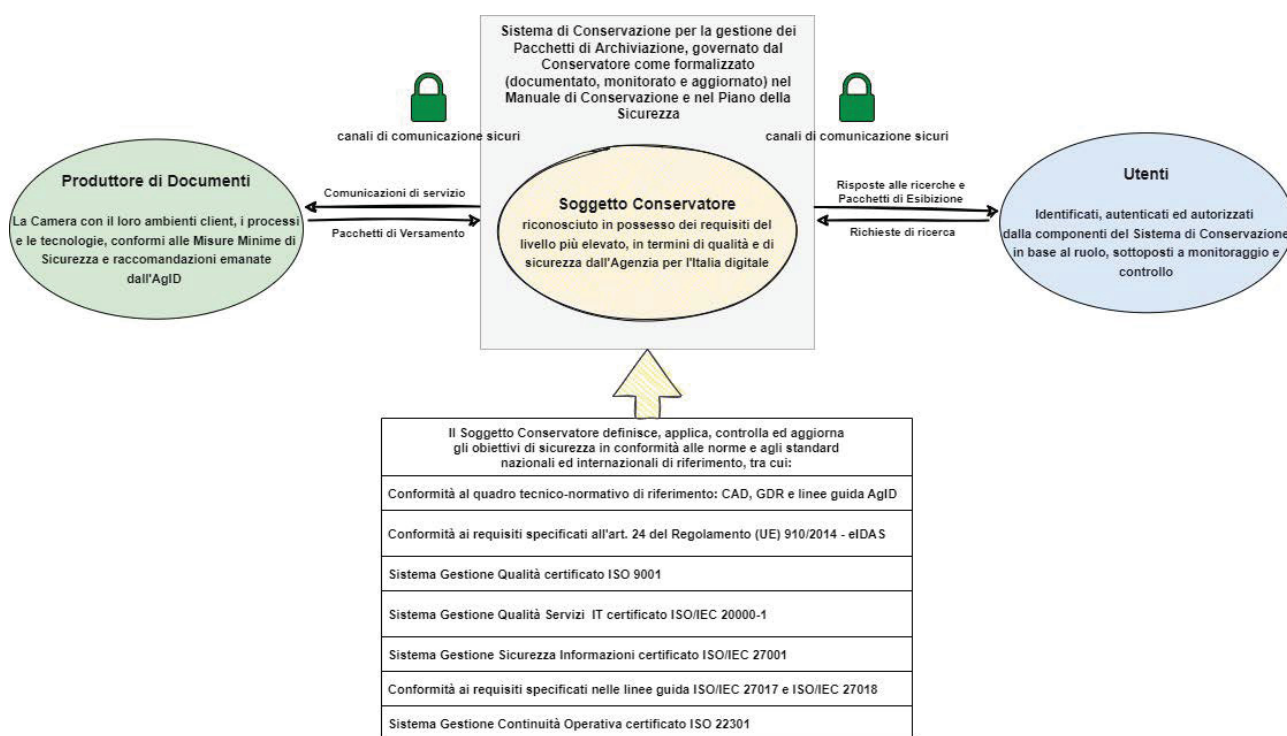 Sistema di Conservazione per la gestione dei
Pacchetti di Archiviazione, governato dal
Conservatore come formalizzato
(documentato, monitorato e aggiornato) nel
Manuale di Conservazione e nel Piano della
Sicurezza
canali di comunicazione sicuri
canali di comunicazione sicuri
Produttore di Documenti
La Camera con il loro ambienti client, i processi
e le tecnologie, conformi alle Misure Minime di
Sicurezza e raccomandazioni emanate
dall'AgID
Comunicazioni di servizio
Pacchetti di Versamento
Soggetto Conservatore
riconosciuto in possesso dei requisiti del
livello più elevato, in termini di qualità e di
sicurezza dall'Agenzia per l'Italia digitale
Risposte alle ricerche e
Pacchetti di Esibizione
Richieste di ricerca
Utenti
Identificati, autenticati ed autorizzati
dalla componenti del Sistema di Conservazione
in base al ruolo, sottoposti a monitoraggio e
controllo
Il Soggetto Conservatore definisce, applica, controlla ed aggiorna
gli obiettivi di sicurezza in conformità alle norme e agli standard
nazionali ed internazionali di riferimento, tra cui:
Conformità al quadro tecnico-normativo di riferimento: CAD, GDR e linee guida AgID
Conformità ai requisiti specificati all'art. 24 del Regolamento (UE) 910/2014 - eIDAS
Sistema Gestione Qualità certificato ISO 9001
Sistema Gestione Qualità Servizi IT certificato ISO/IEC 20000-1
Sistema Gestione Sicurezza Informazioni certificato ISO/IEC 27001
Conformità ai requisiti specificati nelle linee guida ISO/IEC 27017 e ISO/IEC 27018
Sistema Gestione Continuità Operativa certificato ISO 22301